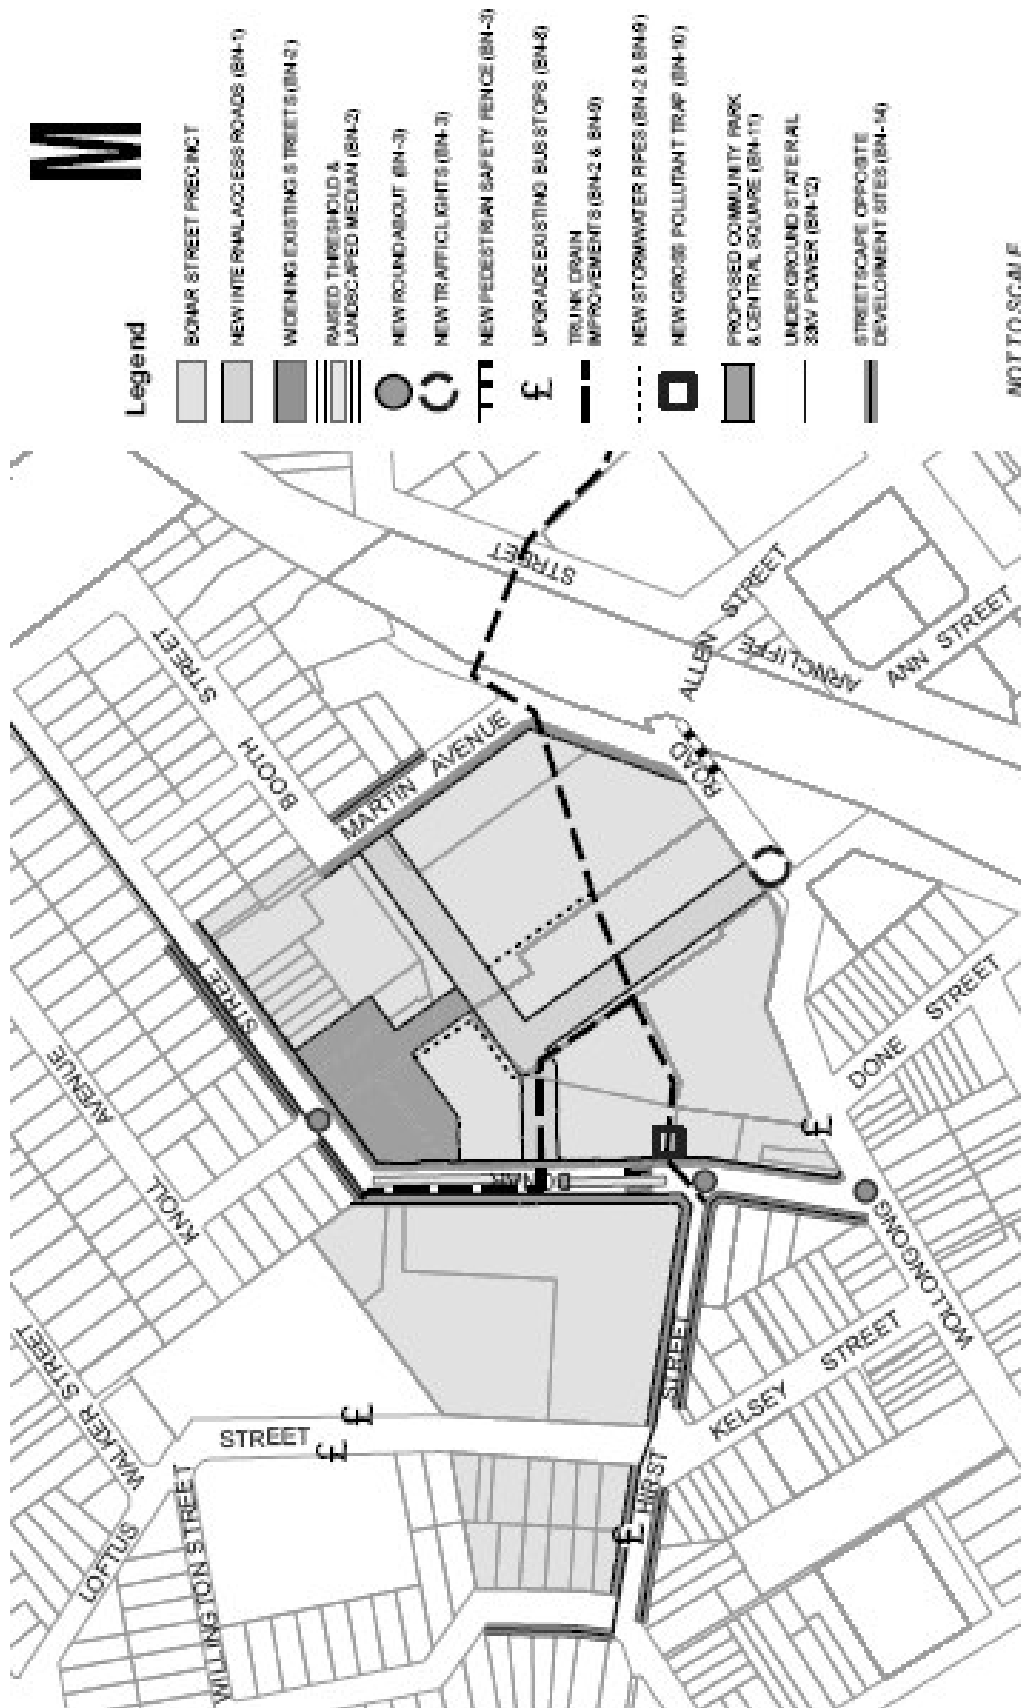 M
Legend
BONAR STREET PRECINCT
NEW INTERNAL ACCESS ROADS (BN-1)
WIDENING EXISTING STREETS (BN-2)
RAISED THRESHOLD &
LANDSCAPED MEDIAN (BN-2)
NEW ROUNDABOUT (BN-3)
NEW TRAFFIC LIGHTS (BN-3)
NEW PEDESTRIAN SAFETY FENCE (BN-3)
£
UPGRADE EXISTING BUS STOPS (BN-8)
TRUNK DRAIN
IMPROVEMENTS (BN-2 & BN-9)
NEW STORMWATER PIPES (BN-2 & BN-9)
NEW GROSS POLLUTANT TRAP (BN-10)
PROPOSED COMMUNITY PARK
& CENTRAL SQUARE (BN-11)
UNDERGROUND STATE RAIL
33KV POWER (BN-12)
STREETSCAPE OPPOSITE
DEVELOPMENT SITES (BN-14)
NOT TO SCALE
LOFTUS
STREET
WALKER STREET
WILLINGTON STREET
KNOLL
AVENUE
STREET
BOOTH
STREET
MARTIN AVENUE
STREET
ARNCLIFFE
ALLEN
STREET
ANN STREET
ROAD
WOLLONGONG
DONE
STREET
KELSEY
STREET
HIRST
STREET
£
£
£
£